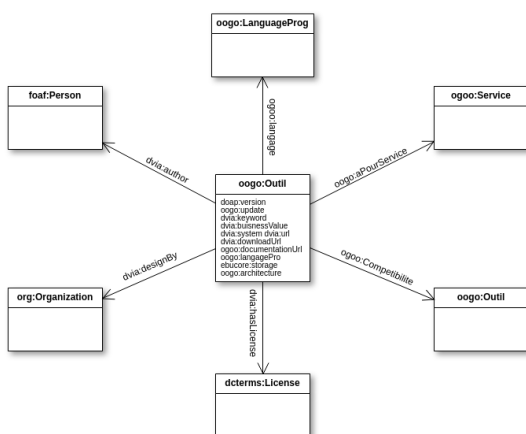 oogo:LanguageProg
foaf:Person
ogoo:Service
ogoo:langage
dvia:author
oogo:aPourService
oogo:Outil
doap:version
oogo:update
dvia:keyword
dvia:buisnessValue
dvia:system dvia:url
dvia:downloadUrl
ogoo:documentationUrl
oogo:langagePro
ebucore:storage
oogo:architecture
dvia:designBy
ogoo:Competibilite
org:Organization
dvia:hasLicense
oogo:Outil
dcterms:License